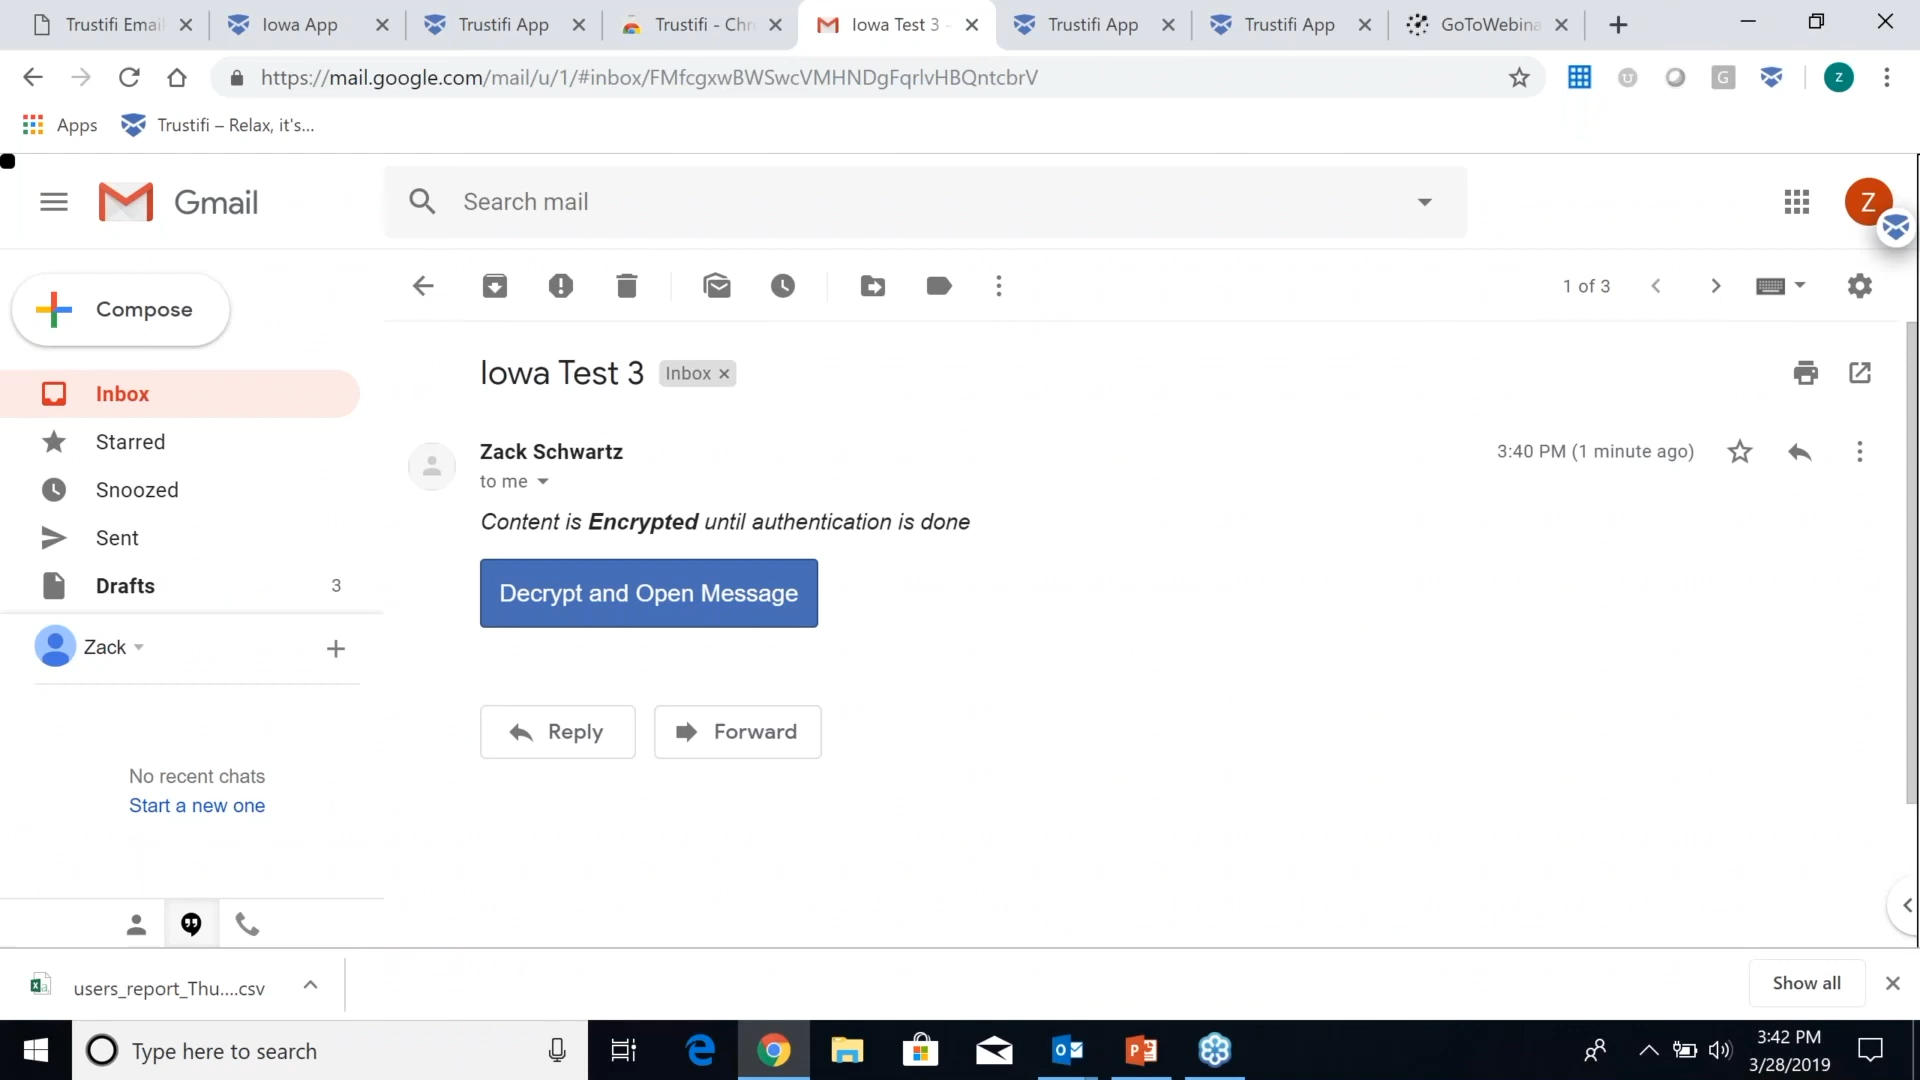 Trustifi Email
Iowa App
Trustifi App
Trustifi - Chr
Iowa Test 3 -
Trustifi App
Trustifi App
GoToWebina
https://mail.google.com/mail/u/1/#inbox/FMfcgxwBWSwcVMHNDgFqrlvHBQntcbrV
G
z
Apps
Trustifi – Relax, it's...
Gmail
Search mail
Z
Compose
1 of 3
Iowa Test 3
Inbox ×
Inbox
Starred
Snoozed
Sent
Drafts 3
Zack Schwartz
3:40 PM (1 minute ago)
to me
Content is Encrypted until authentication is done
Decrypt and Open Message
Zack
Reply
Forward
No recent chats
Start a new one
users_report_Thu....csv
Show all
Type here to search
3:42 PM
3/28/2019